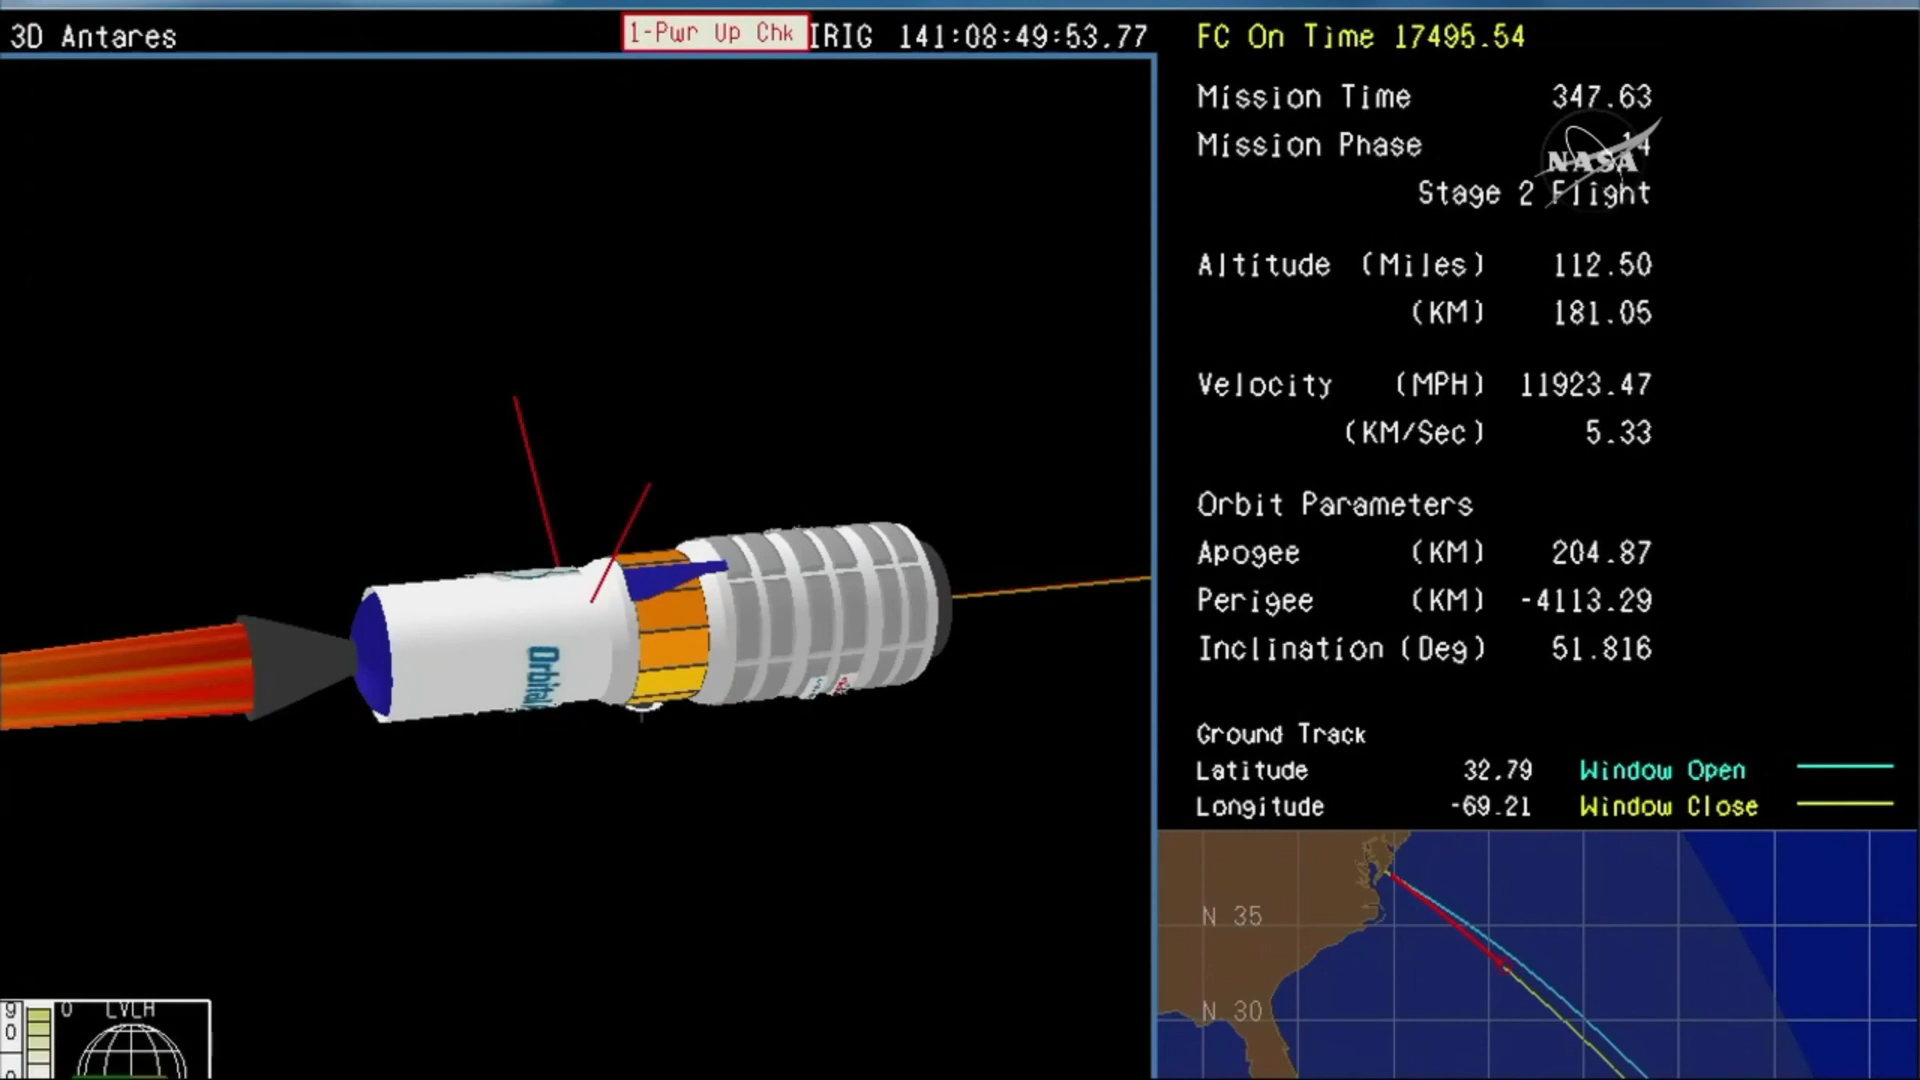 3D Antares
1-Pwr Up Chk
IRIG 141:08:49:53.77
FC On Time 17495.54
Mission Time 347.63
Mission Phase 14
NASA
Stage 2 Flight
Altitude (Miles) 112.50
(KM) 181.05
Velocity (MPH) 11923.47
(KM/Sec) 5.33
Orbit Parameters
Apogee (KM) 204.87
Perigee (KM) -4113.29
Inclination (Deg) 51.816
Ground Track
Latitude 32.79
Window Open
Longitude -69.21
Window Close
Orbital
N 35
N 30
90
0
LVLH